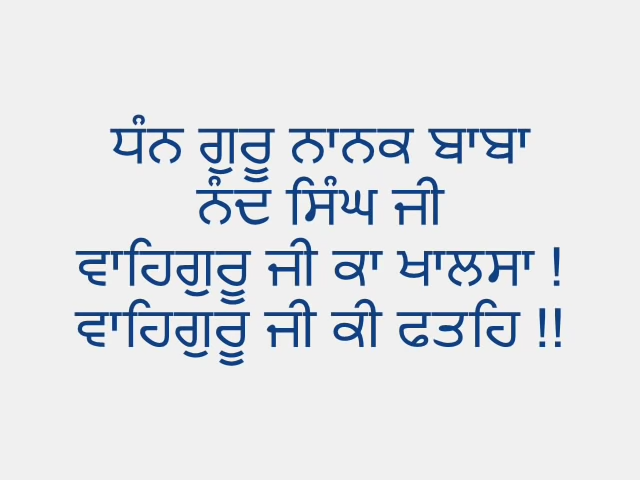 ਧੰਨ ਗੁਰੂ ਨਾਨਕ ਬਾਬਾ
ਨੰਦ ਸਿੰਘ ਜੀ
ਵਾਹਿਗੁਰੂ ਜੀ ਕਾ ਖਾਲਸਾ !
ਵਾਹਿਗੁਰੂ ਜੀ ਕੀ ਫਤਹਿ !!